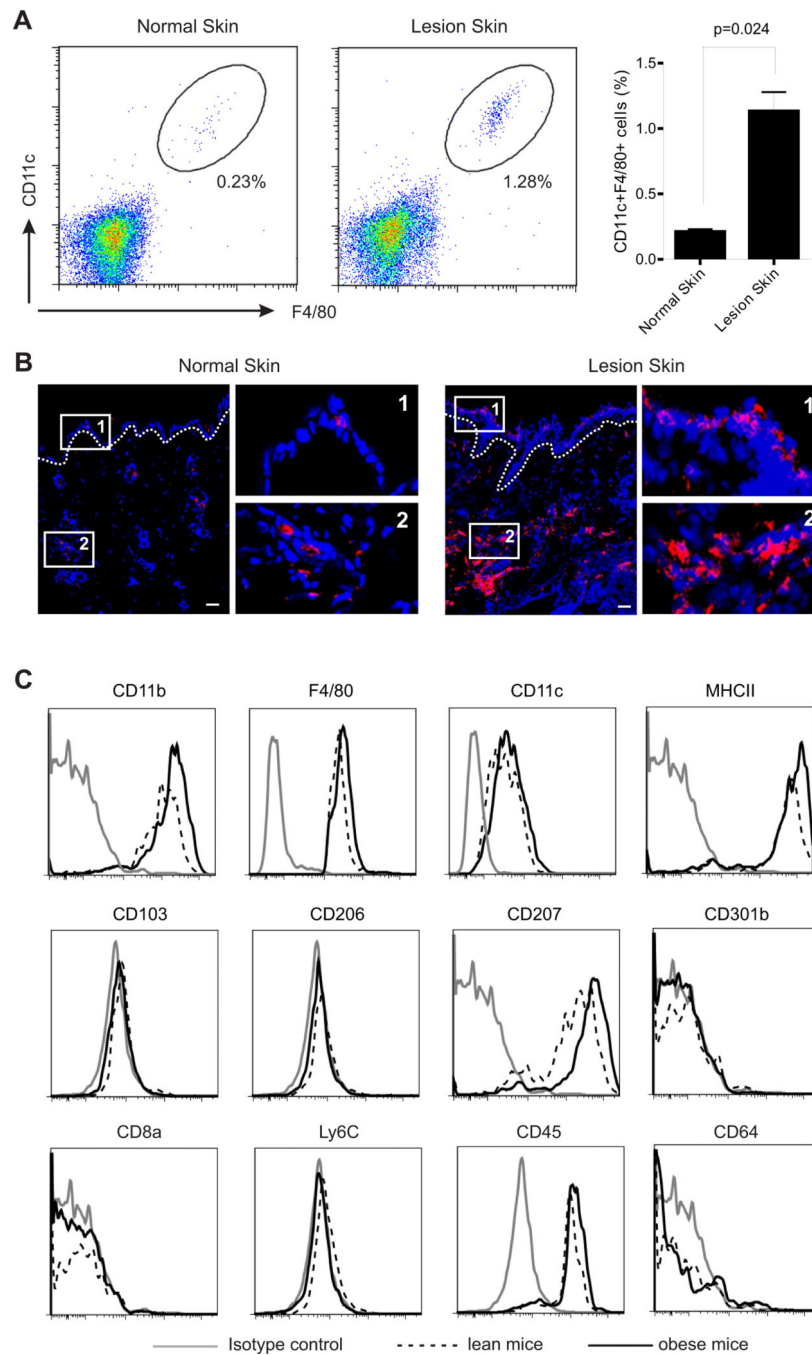 A
Normal Skin
Lesion Skin
p=0.024
CD11c
0.23%
1.28%
F4/80
CD11c+F4/80+ cells (%)
1.5
1.0
0.5
0.0
Normal Skin
Lesion Skin
B
Normal Skin
Lesion Skin
1
1
1
1
2
2
2
2
C
CD11b
F4/80
CD11c
MHCII
CD103
CD206
CD207
CD301b
CD8a
Ly6C
CD45
CD64
Isotype control
lean mice
obese mice